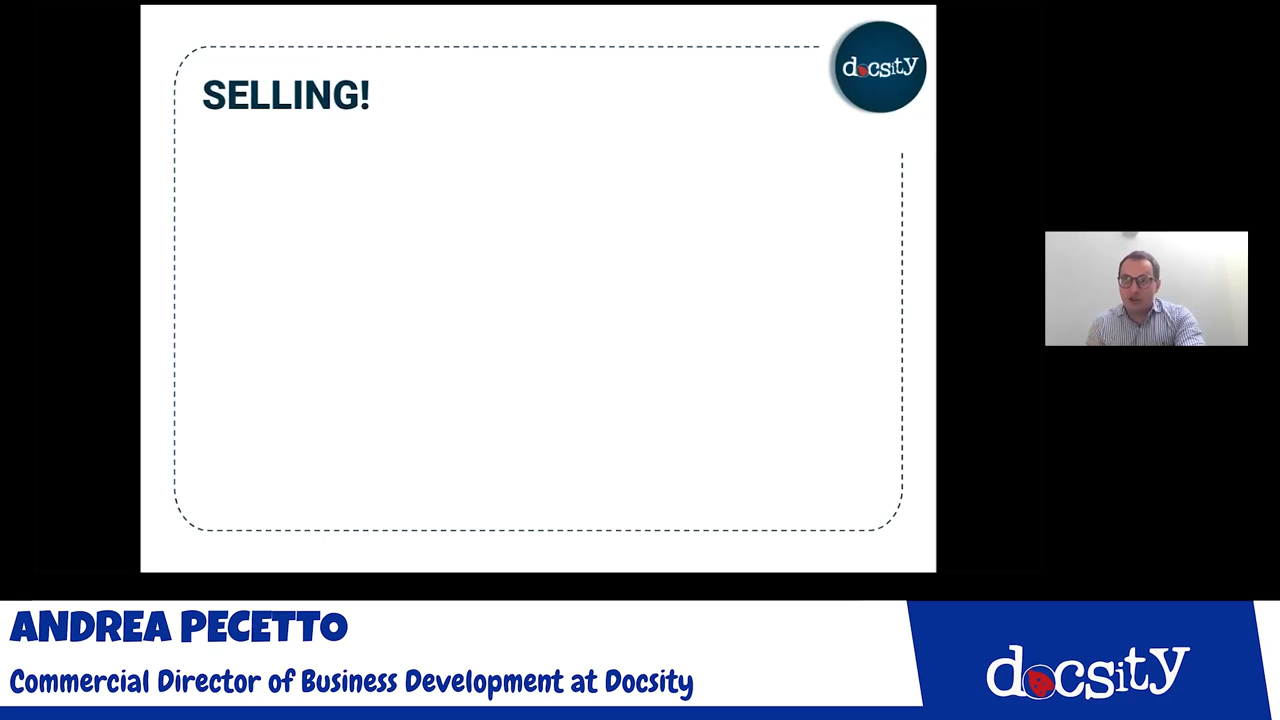 docsity
SELLING!
ANDREA PECETTO
Commercial Director of Business Development at Docsity
docsity